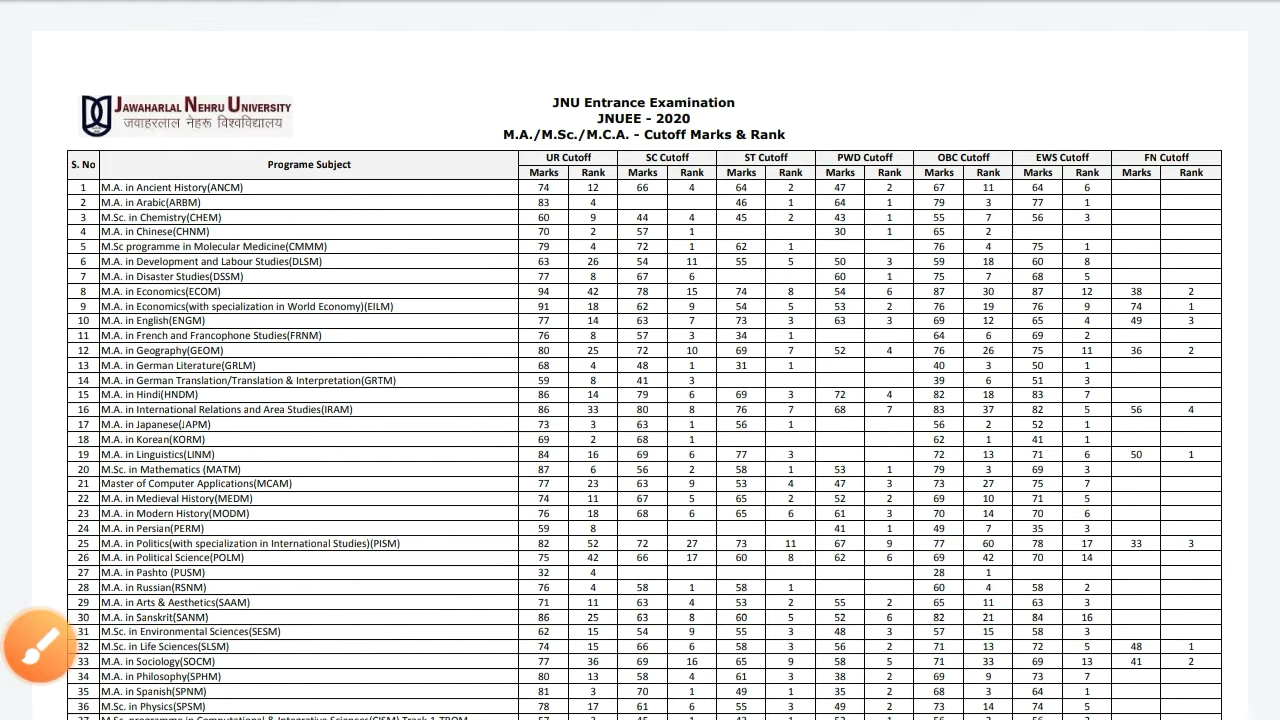 JAWAHARLAL NEHRU UNIVERSITY
जवाहरलाल नेहरू विश्वविद्यालय
JNU Entrance Examination
JNUEE - 2020
M.A./M.Sc./M.C.A. - Cutoff Marks & Rank
S. No Programe Subject UR Cutoff SC Cutoff ST Cutoff PWD Cutoff OBC Cutoff EWS Cutoff FN Cutoff
Marks Rank Marks Rank Marks Rank Marks Rank Marks Rank Marks Rank Marks Rank
1 M.A. in Ancient History(ANCM) 74 12 66 4 64 2 47 2 67 11 64 6
2 M.A. in Arabic(ARBM) 83 4 46 1 64 1 79 3 77 1
3 M.Sc. in Chemistry(CHEM) 60 9 44 4 45 2 43 1 55 7 56 3
4 M.A. in Chinese(CHNM) 70 2 57 1 30 1 65 2
5 M.Sc programme in Molecular Medicine(CMMM) 79 4 72 1 62 1 76 4 75 1
6 M.A. in Development and Labour Studies(DLSM) 63 26 54 11 55 5 50 3 59 18 60 8
7 M.A. in Disaster Studies(DSSM) 77 8 67 6 60 1 75 7 68 5
8 M.A. in Economics(ECOM) 94 42 78 15 74 8 54 6 87 30 87 12 38 2
9 M.A. in Economics(with specialization in World Economy)(EILM) 91 18 62 9 54 5 53 2 76 19 76 9 74 1
10 M.A. in English(ENGM) 77 14 63 7 73 3 63 3 69 12 65 4 49 3
11 M.A. in French and Francophone Studies(FRNM) 76 8 57 3 34 1 64 6 69 2
12 M.A. in Geography(GEOM) 80 25 72 10 69 7 52 4 76 26 75 11 36 2
13 M.A. in German Literature(GRLM) 68 4 48 1 31 1 40 3 50 1
14 M.A. in German Translation/Translation & Interpretation(GRTM) 59 8 41 3 39 6 51 3
15 M.A. in Hindi(HNDM) 86 14 79 6 69 3 72 4 82 18 83 7
16 M.A. in International Relations and Area Studies(IRAM) 86 33 80 8 76 7 68 7 83 37 82 5 56 4
17 M.A. in Japanese(JAPM) 73 3 63 1 56 1 56 2 52 1
18 M.A. in Korean(KORM) 69 2 68 1 62 1 41 1
19 M.A. in Linguistics(LINM) 84 16 69 6 77 3 72 13 71 6 50 1
20 M.Sc. in Mathematics (MATM) 87 6 56 2 58 1 53 1 79 3 69 3
21 Master of Computer Applications(MCAM) 77 23 63 9 53 4 47 3 73 27 75 7
22 M.A. in Medieval History(MEDM) 74 11 67 5 65 2 52 2 69 10 71 5
23 M.A. in Modern History(MODM) 76 18 68 6 65 6 61 3 70 14 70 6
24 M.A. in Persian(PERM) 59 8 41 1 49 7 35 3
25 M.A. in Politics(with specialization in International Studies)(PISM) 82 52 72 27 73 11 67 9 77 60 78 17 33 3
26 M.A. in Political Science(POLM) 75 42 66 17 60 8 62 6 69 42 70 14
27 M.A. in Pashto (PUSM) 32 4 28 1
28 M.A. in Russian(RSNM) 76 4 58 1 58 1 60 4 58 2
29 M.A. in Arts & Aesthetics(SAAM) 71 11 63 4 53 2 55 2 65 11 63 3
30 M.A. in Sanskrit(SANM) 86 25 63 8 60 5 52 6 82 21 84 16
31 M.Sc. in Environmental Sciences(SESM) 62 15 54 9 55 3 48 3 57 15 58 3
32 M.Sc. in Life Sciences(SLSM) 74 15 66 6 58 3 56 2 71 13 72 5 48 1
33 M.A. in Sociology(SOCM) 77 36 69 16 65 9 58 5 71 33 69 13 41 2
34 M.A. in Philosophy(SPHM) 80 13 58 4 61 3 38 2 69 9 73 7
35 M.A. in Spanish(SPNM) 81 3 70 1 49 1 35 2 68 3 64 1
36 M.Sc. in Physics(SPSM) 78 17 61 6 55 3 49 2 73 14 74 5